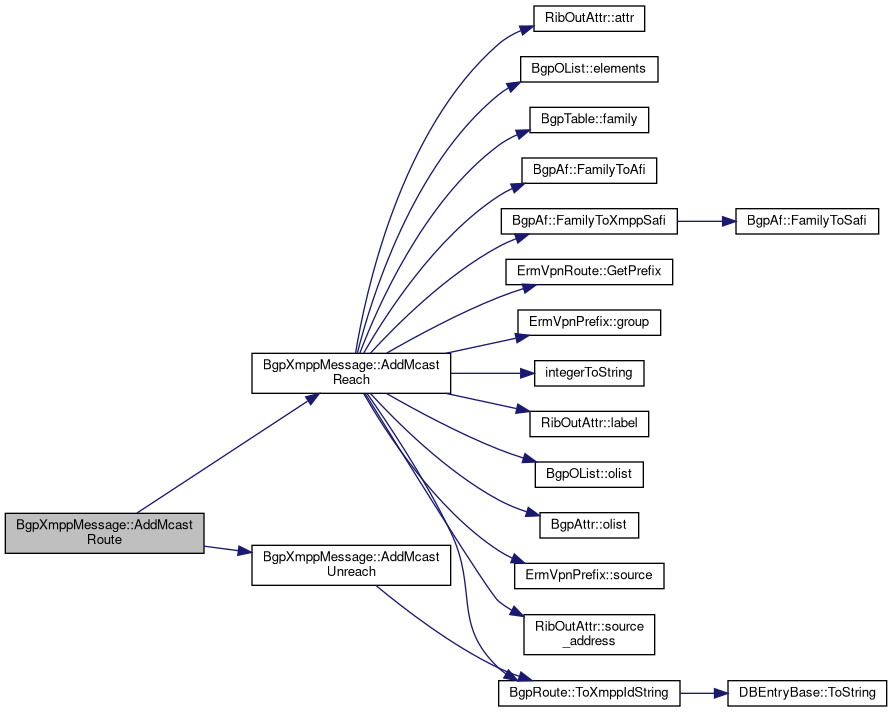 RibOutAttr::attr
BgpOList::elements
BgpTable::family
BgpAf::FamilyToAfi
BgpAf::FamilyToXmppSafi
BgpAf::FamilyToSafi
ErmVpnRoute::GetPrefix
ErmVpnPrefix::group
BgpXmppMessage::AddMcast
Reach
integerToString
RibOutAttr::label
BgpOList::olist
BgpXmppMessage::AddMcast
Route
BgpAttr::olist
BgpXmppMessage::AddMcast
Unreach
ErmVpnPrefix::source
RibOutAttr::source
_address
BgpRoute::ToXmppIdString
DBEntryBase::ToString